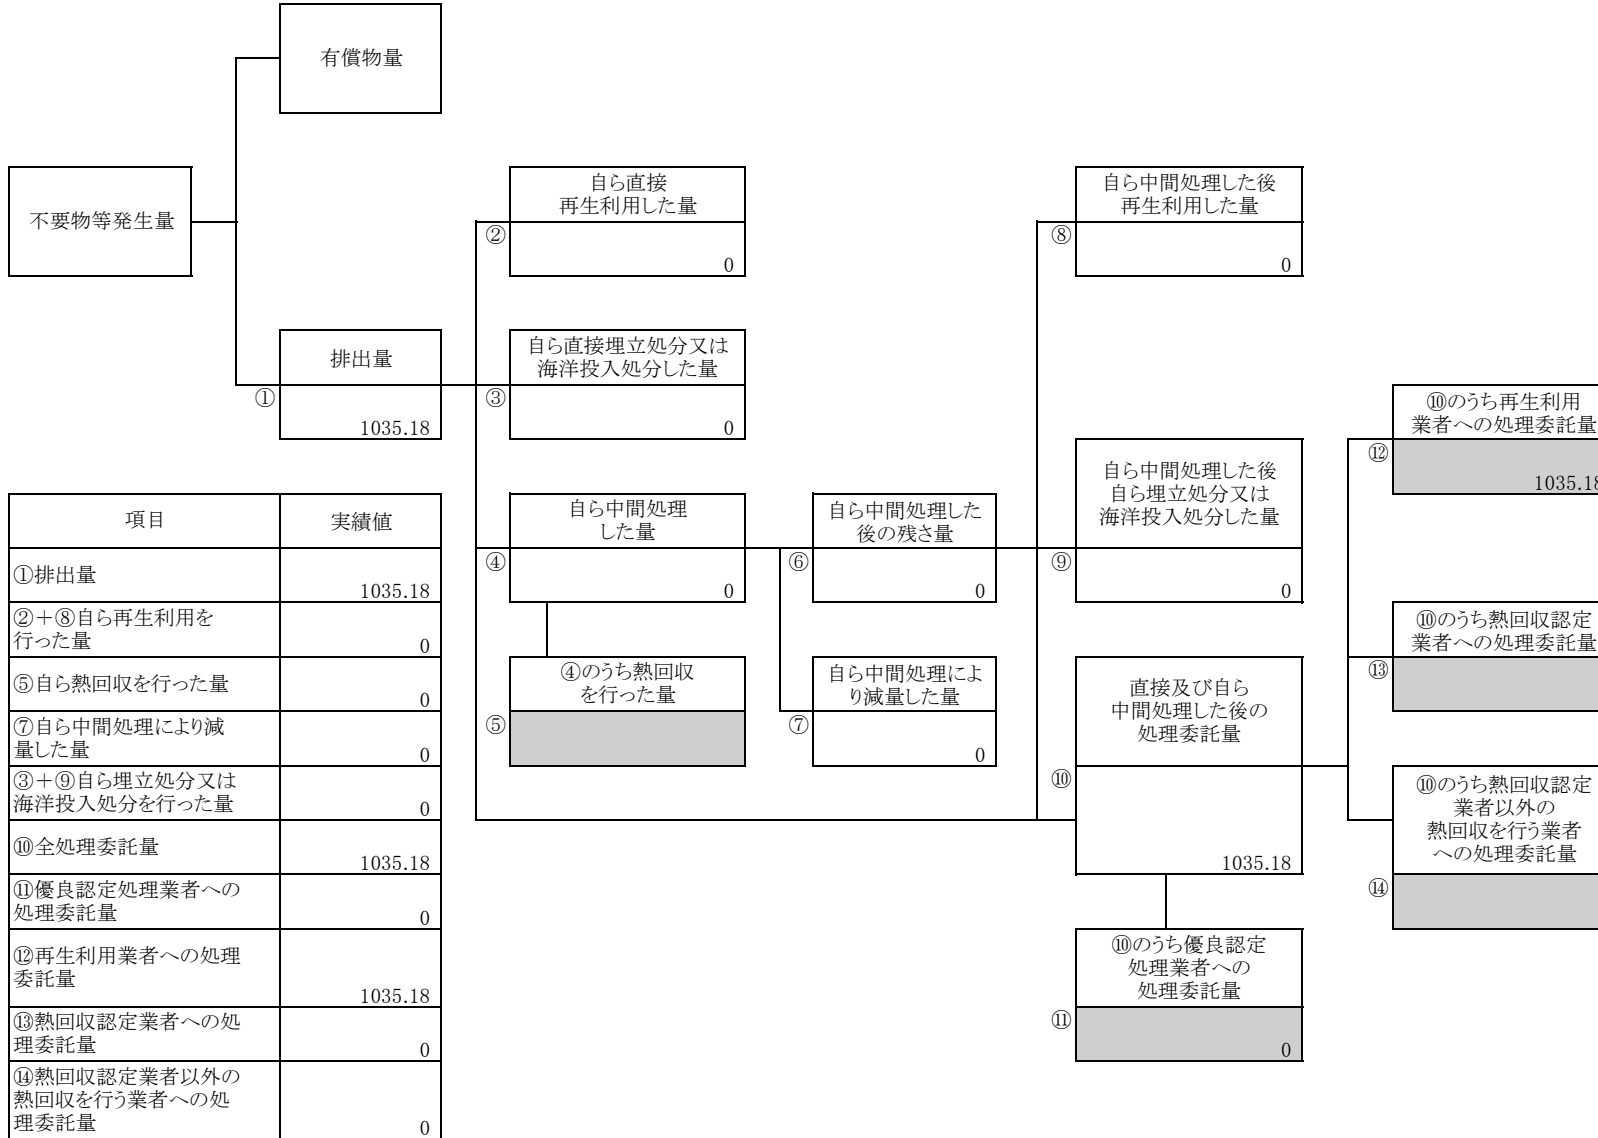 有償物量
不要物等発生量
自ら直接
再生利用した量
②
0
自ら中間処理した後
再生利用した量
⑧
0
排出量
①
1035.18
自ら直接埋立処分又は
海洋投入処分した量
③
0
⑩のうち再生利用
業者への処理委託量
⑫
1035.18
自ら中間処理
した量
④
0
自ら中間処理した
後の残さ量
⑥
0
自ら中間処理した後
自ら埋立処分又は
海洋投入処分した量
⑨
0
④のうち熱回収
を行った量
⑤
自ら中間処理によ
り減量した量
⑦
0
直接及び自ら
中間処理した後の
処理委託量
⑩
1035.18
⑩のうち熱回収認定
業者への処理委託量
⑬
⑩のうち熱回収認定
業者以外の
熱回収を行う業者
への処理委託量
⑭
⑩のうち優良認定
処理業者への
処理委託量
⑪
0
項目 実績値
①排出量
1035.18
②＋⑧自ら再生利用を
行った量
0
⑤自ら熱回収を行った量
0
⑦自ら中間処理により減
量した量
0
③＋⑨自ら埋立処分又は
海洋投入処分を行った量
0
⑩全処理委託量
1035.18
⑪優良認定処理業者への
処理委託量
0
⑫再生利用業者への処理
委託量
1035.18
⑬熱回収認定業者への処
理委託量
0
⑭熱回収認定業者以外の
熱回収を行う業者への処
理委託量
0